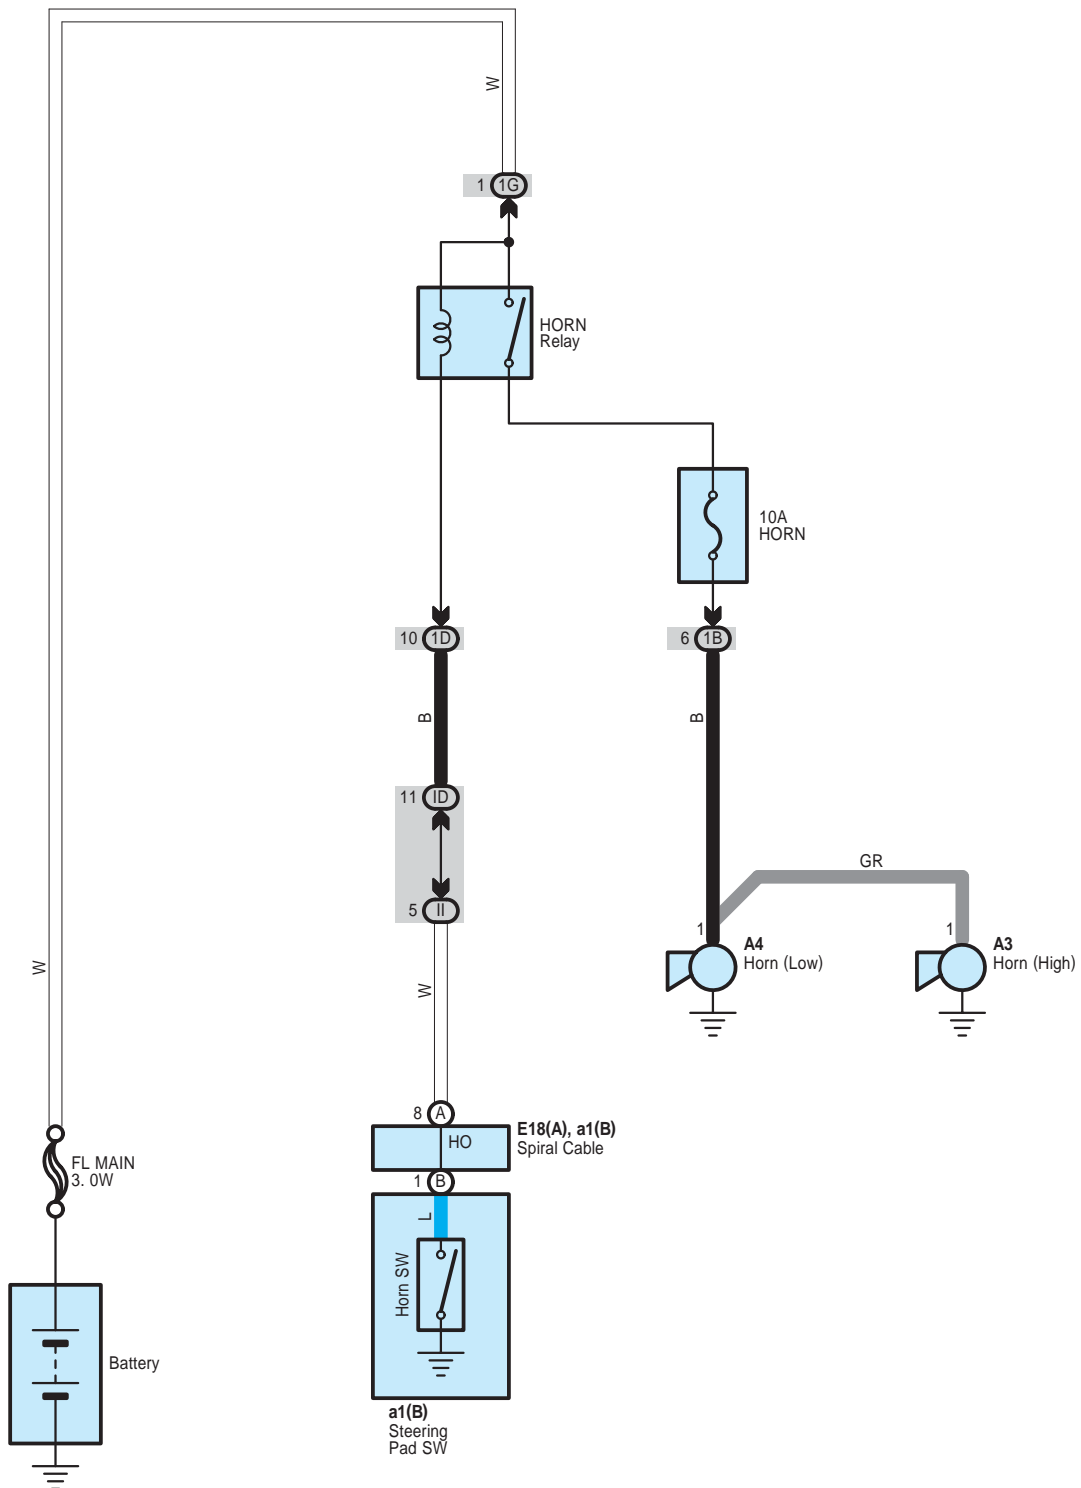 W
1 1G
HORN
Relay
10A
HORN
10 1D
6 1B
B
B
11 ID
GR
5 II
1
1
A4
Horn (Low)
A3
Horn (High)
W
W
8 A
HO
E18(A), a1(B)
Spiral Cable
FL MAIN
3. 0W
1 B
L
Horn SW
Battery
a1(B)
Steering
Pad SW